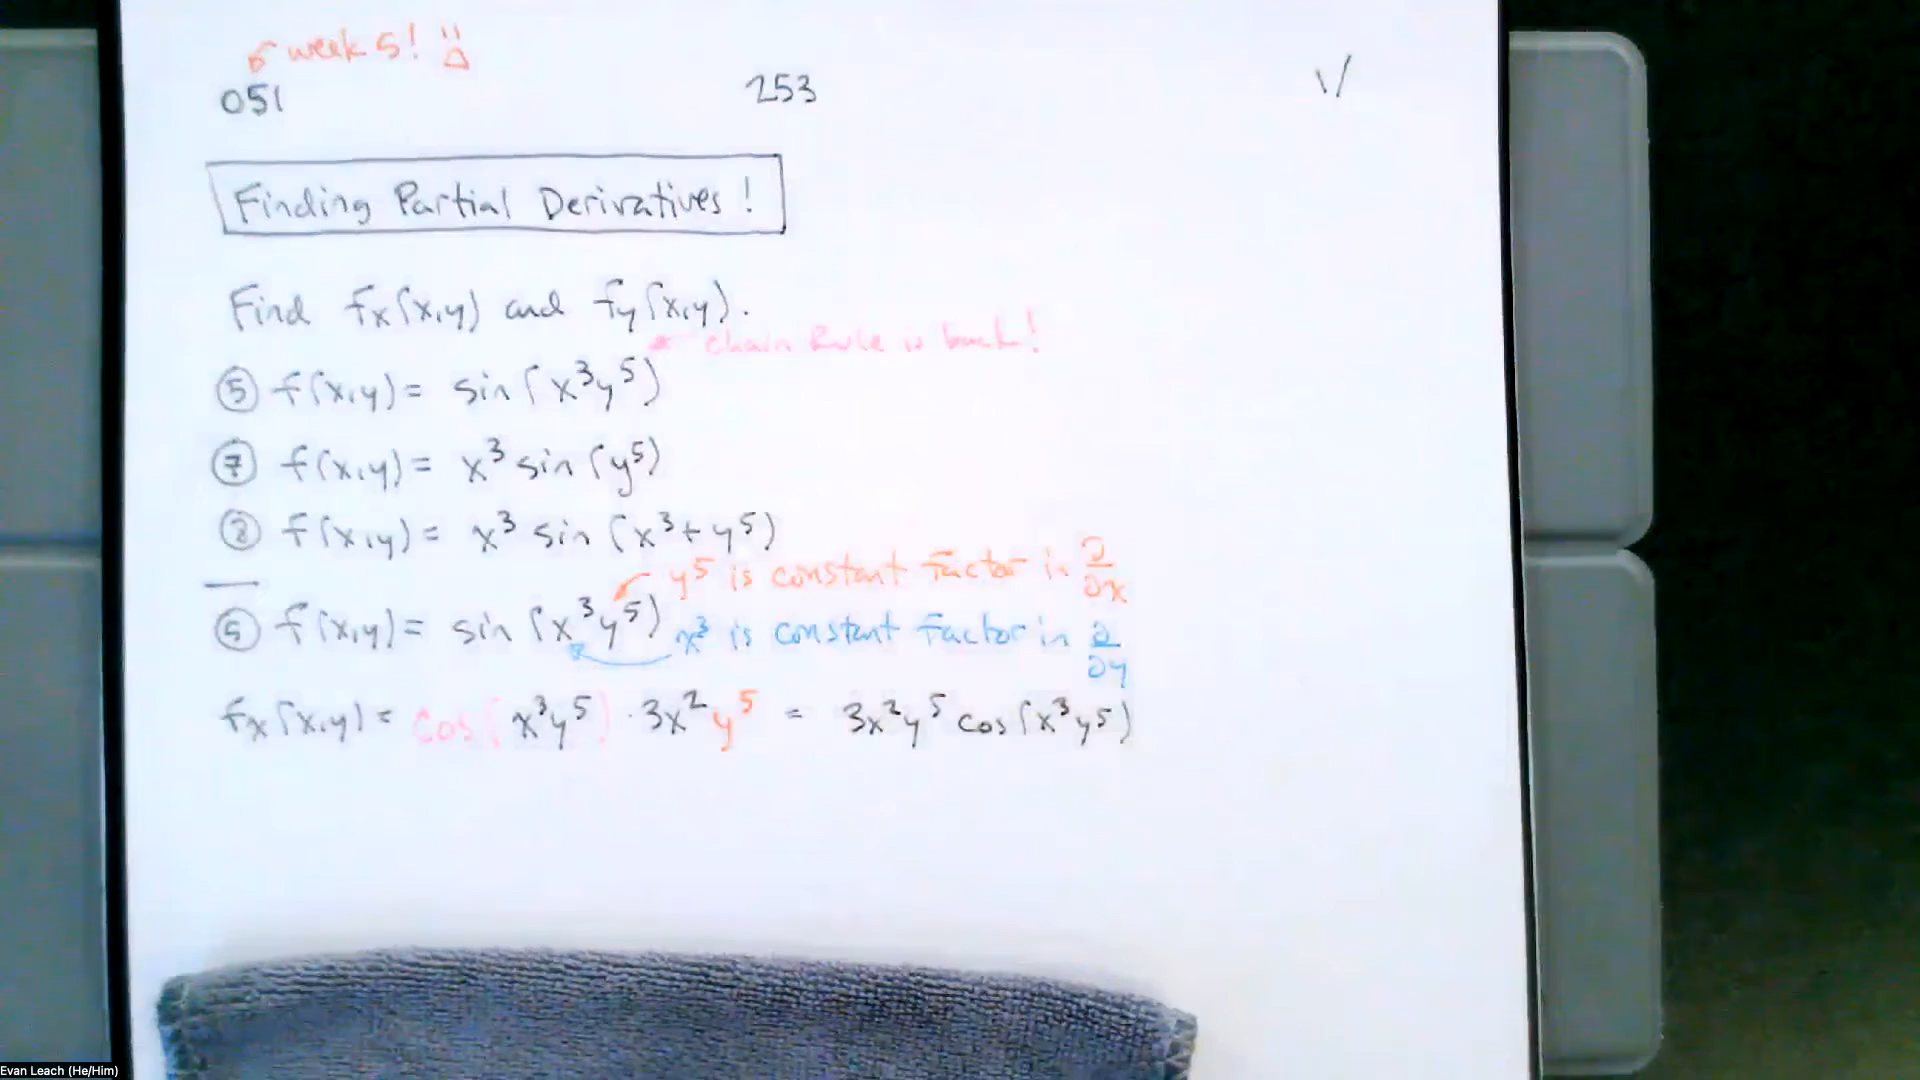 week 5!
051 253 1/
Finding Partial Derivatives!
Find fx(x,y) and fy(x,y).
chain Rule is back!
⑤ f(x,y) = sin(x³y⁵)
⑦ f(x,y) = x³ sin(y⁵)
⑧ f(x,y) = x³ sin(x³+y⁵)
y⁵ is constant factor in ∂/∂x
⑤ f(x,y) = sin(x³y⁵)
x³ is constant factor in ∂/∂y
fx(x,y) = cos(x³y⁵) · 3x²y⁵ = 3x²y⁵ cos(x³y⁵)
Evan Leach (He/Him)